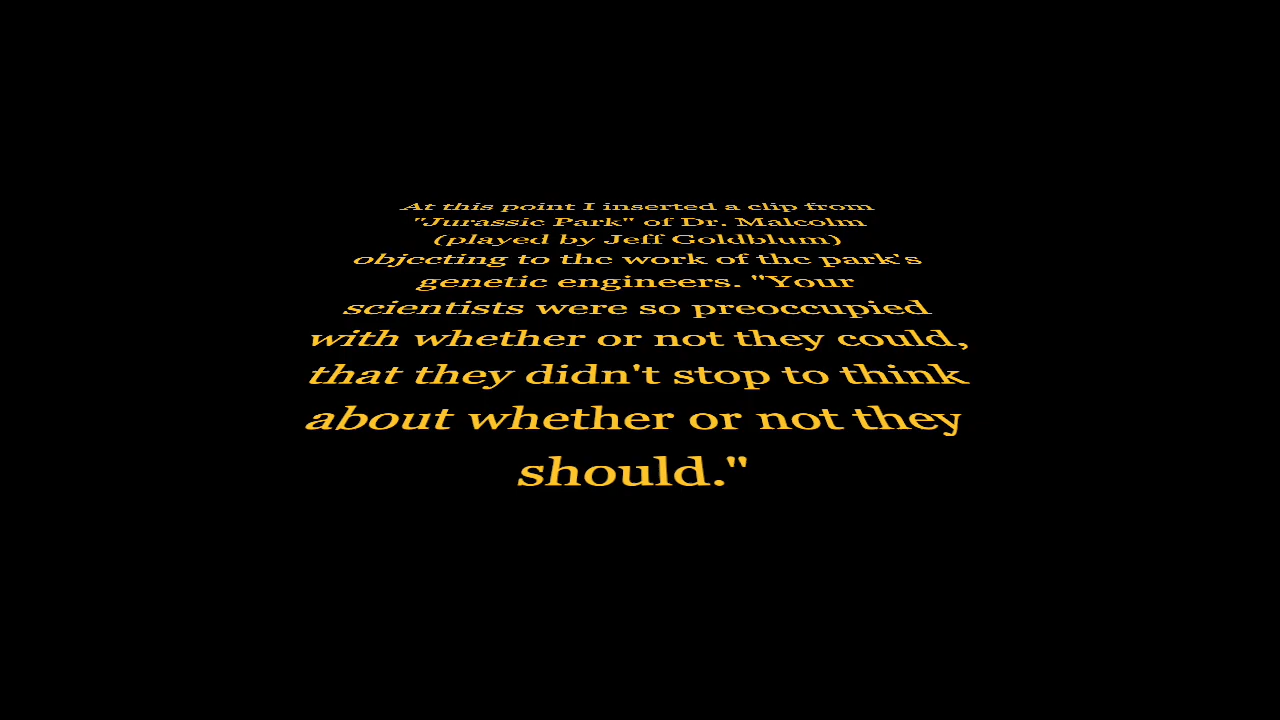 At this point I inserted a clip from
"Jurassic Park" of Dr. Malcolm
(played by Jeff Goldblum)
objecting to the work of the park's
genetic engineers. "Your
scientists were so preoccupied
with whether or not they could,
that they didn't stop to think
about whether or not they
should."